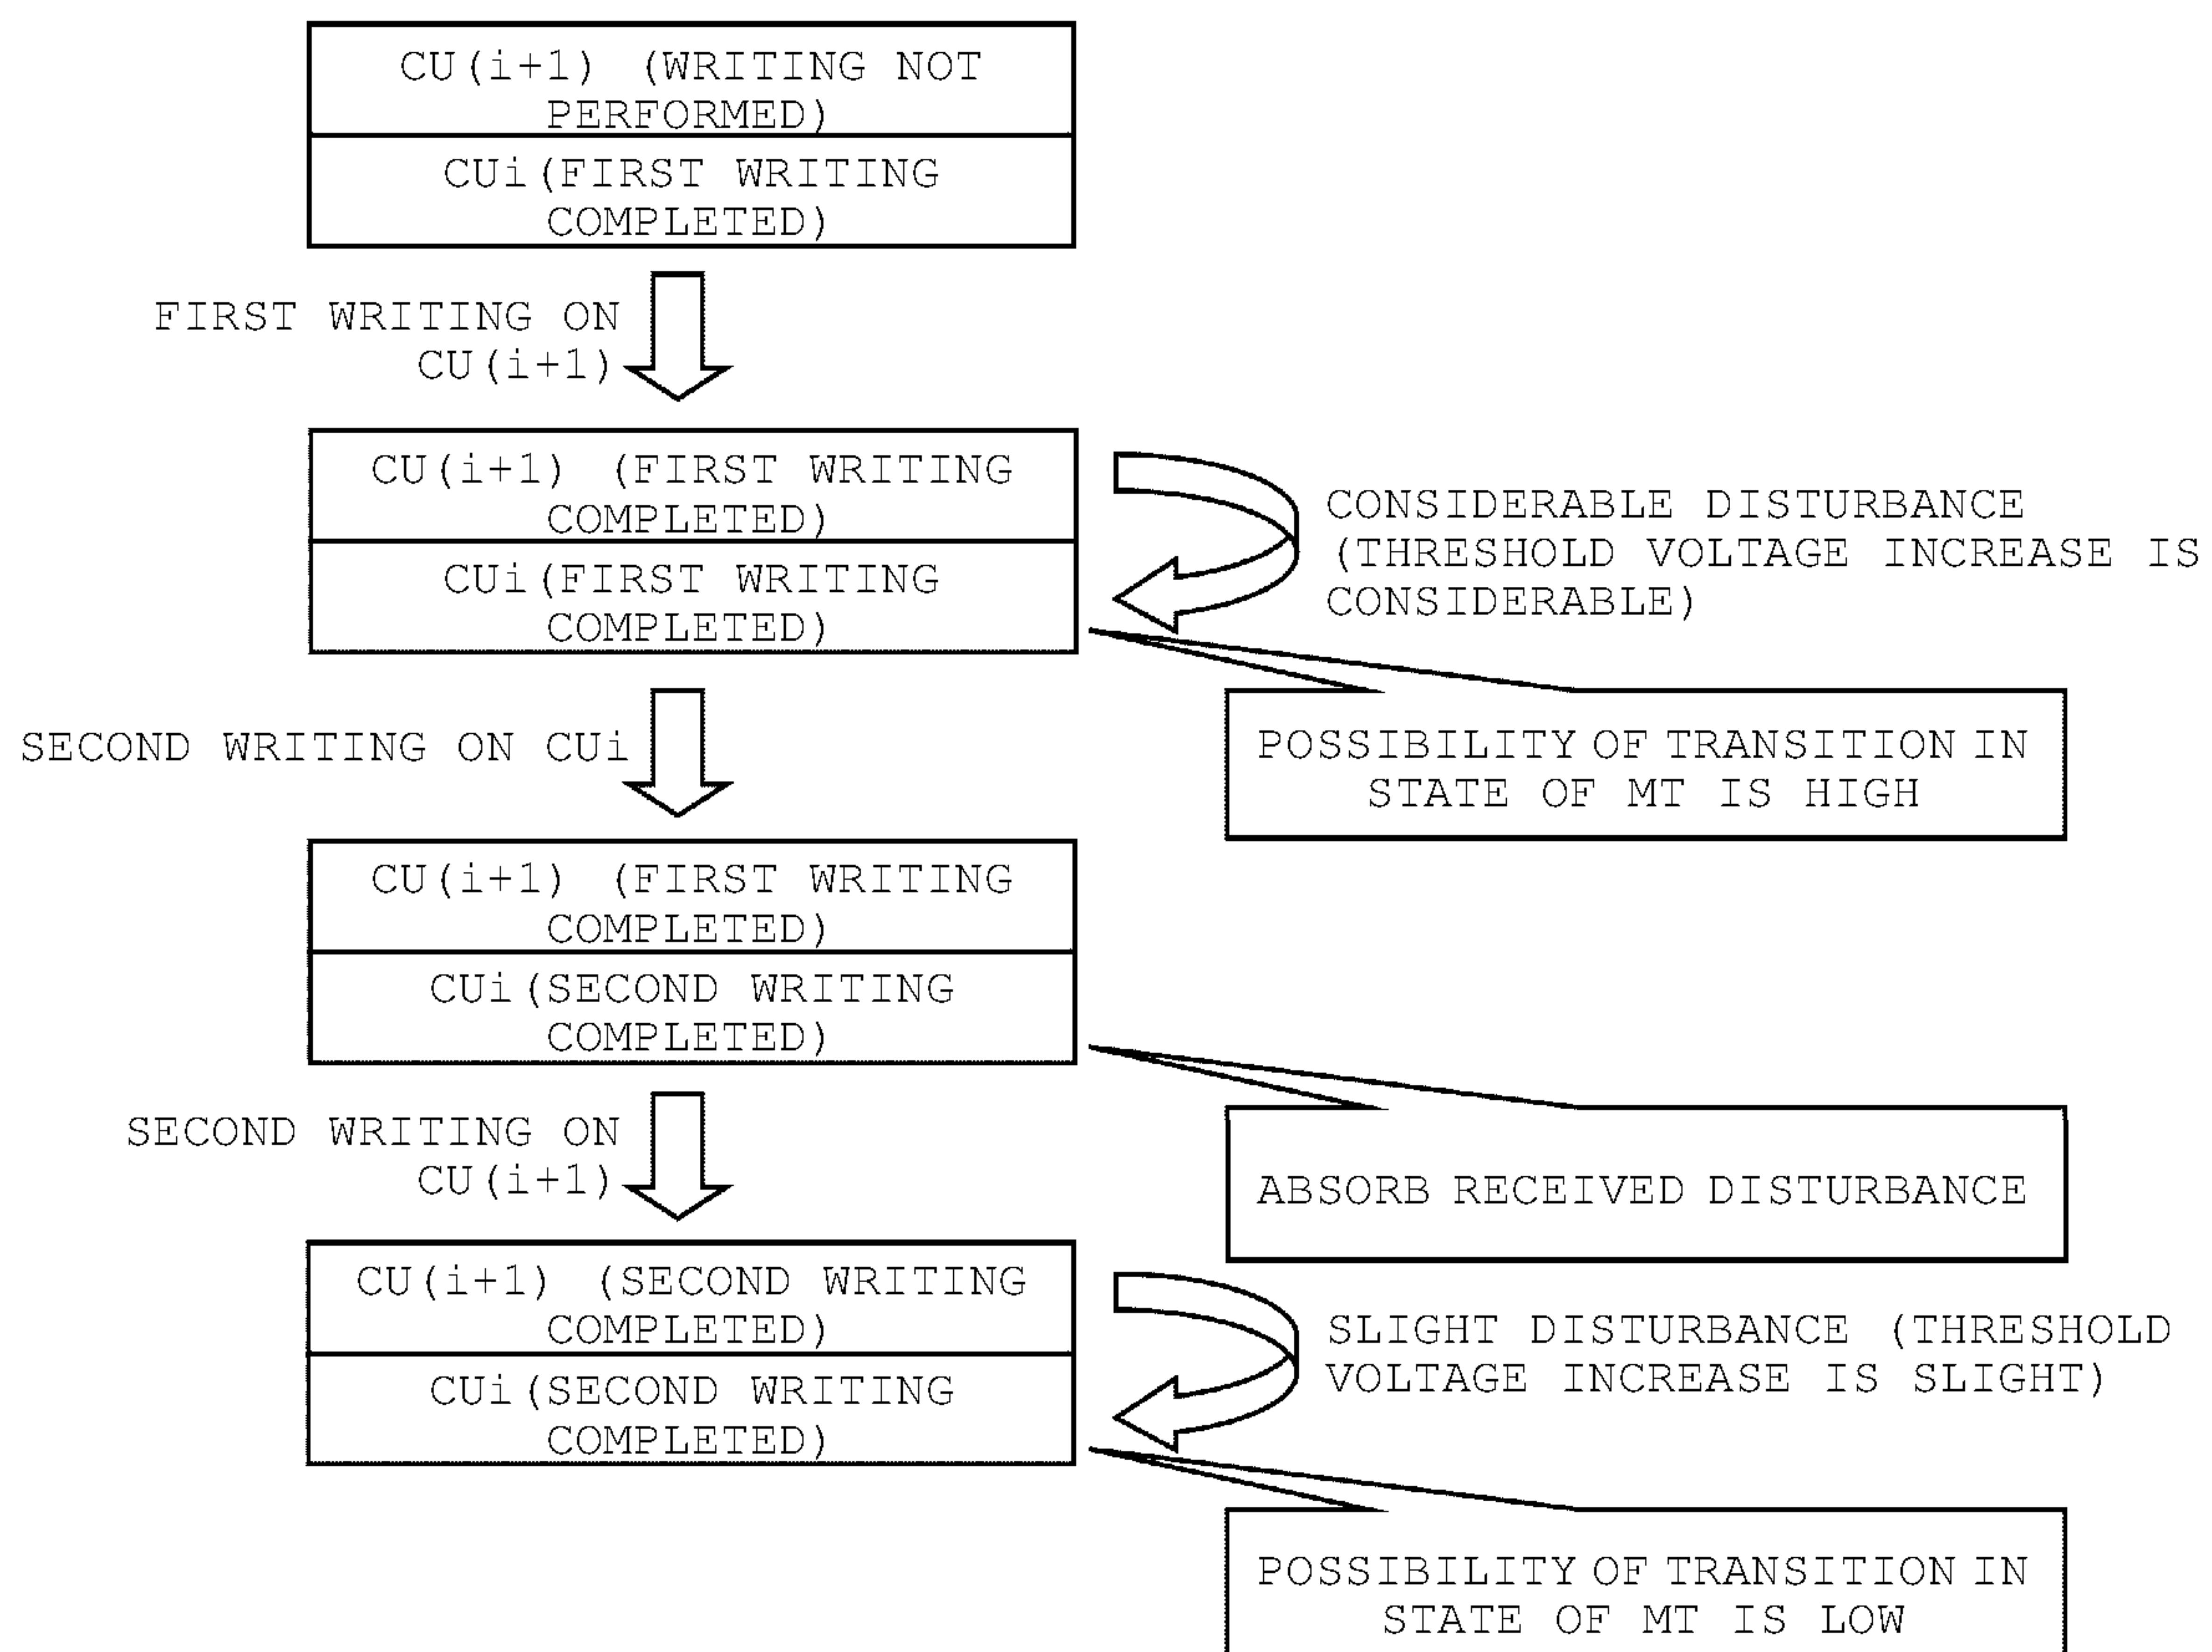 CU(i+1) (WRITING NOT
PERFORMED)
CUi(FIRST WRITING
COMPLETED)
FIRST WRITING ON
CU(i+1)
CU(i+1) (FIRST WRITING
COMPLETED)
CUi(FIRST WRITING
COMPLETED)
CONSIDERABLE DISTURBANCE
(THRESHOLD VOLTAGE INCREASE IS
CONSIDERABLE)
POSSIBILITY OF TRANSITION IN
STATE OF MT IS HIGH
SECOND WRITING ON CUi
CU(i+1) (FIRST WRITING
COMPLETED)
CUi(SECOND WRITING
COMPLETED)
ABSORB RECEIVED DISTURBANCE
SECOND WRITING ON
CU(i+1)
CU(i+1) (SECOND WRITING
COMPLETED)
CUi(SECOND WRITING
COMPLETED)
SLIGHT DISTURBANCE (THRESHOLD
VOLTAGE INCREASE IS SLIGHT)
POSSIBILITY OF TRANSITION IN
STATE OF MT IS LOW